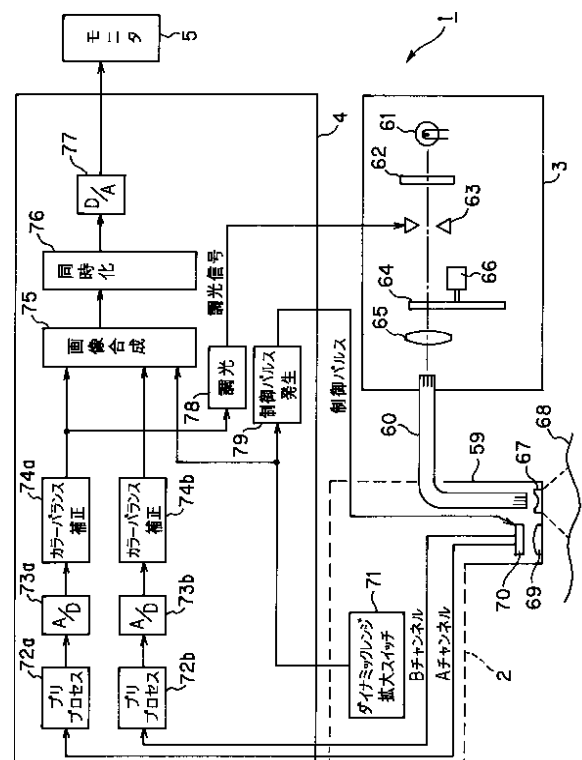 モニタ
5
77
D/A
76
同時化
75
画像合成
調光信号
調光
78
制御パルス
発生
79
制御パルス
74a
カラーバランス
補正
74b
カラーバランス
補正
73a
A/D
A/D
73b
72a
プリ
プロセス
プリ
プロセス
72b
71
ダイナミックレンジ
拡大スイッチ
Bチャンネル
Aチャンネル
4
1
61
62
63
64
66
65
3
60
59
67
68
70
69
2